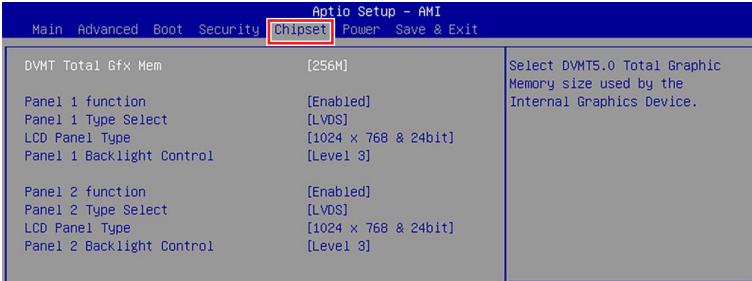 Aptio Setup – AMI
Main Advanced Boot Security Chipset Power Save & Exit
DVMT Total Gfx Mem [256M] Select DVMT5.0 Total Graphic
Memory size used by the
Panel 1 function [Enabled] Internal Graphics Device.
Panel 1 Type Select [LVDS]
LCD Panel Type [1024 x 768 & 24bit]
Panel 1 Backlight Control [Level 3]
Panel 2 function [Enabled]
Panel 2 Type Select [LVDS]
LCD Panel Type [1024 x 768 & 24bit]
Panel 2 Backlight Control [Level 3]